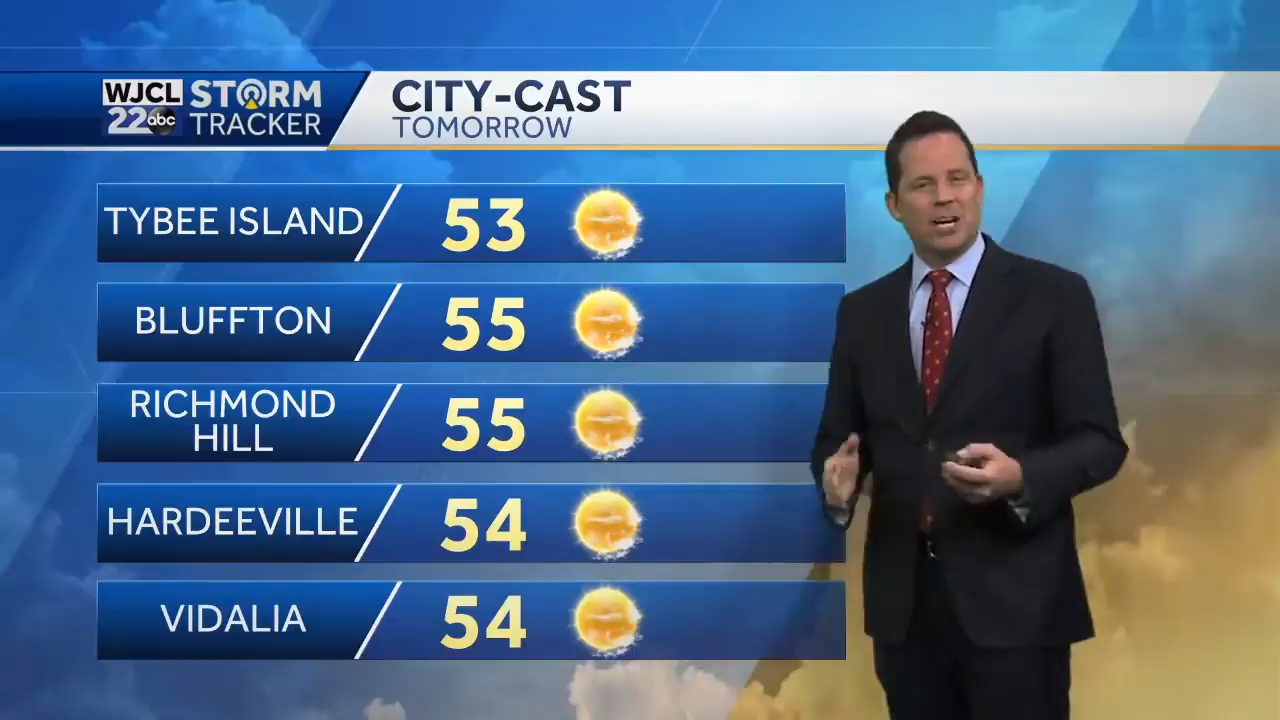 WJCL
22 abc
STORM
TRACKER
CITY-CAST
TOMORROW
TYBEE ISLAND 53
BLUFFTON 55
RICHMOND
HILL 55
HARDEEVILLE 54
VIDALIA 54